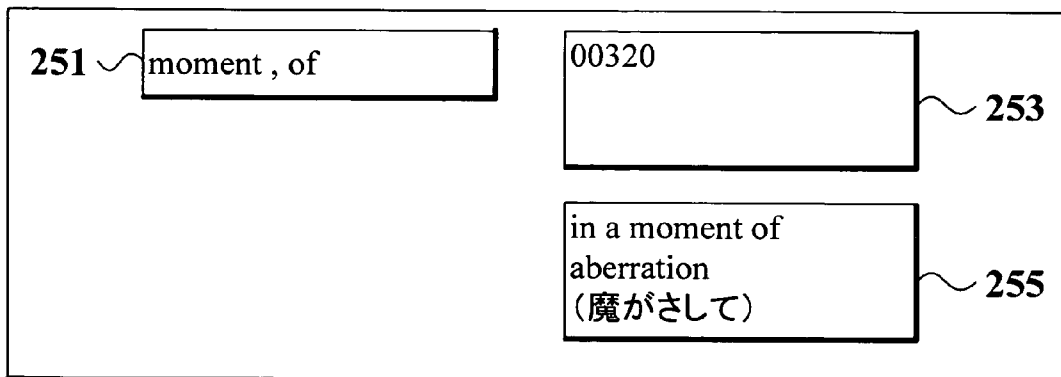 251
moment , of
00320
253
in a moment of
aberration
(魔がさして)
255